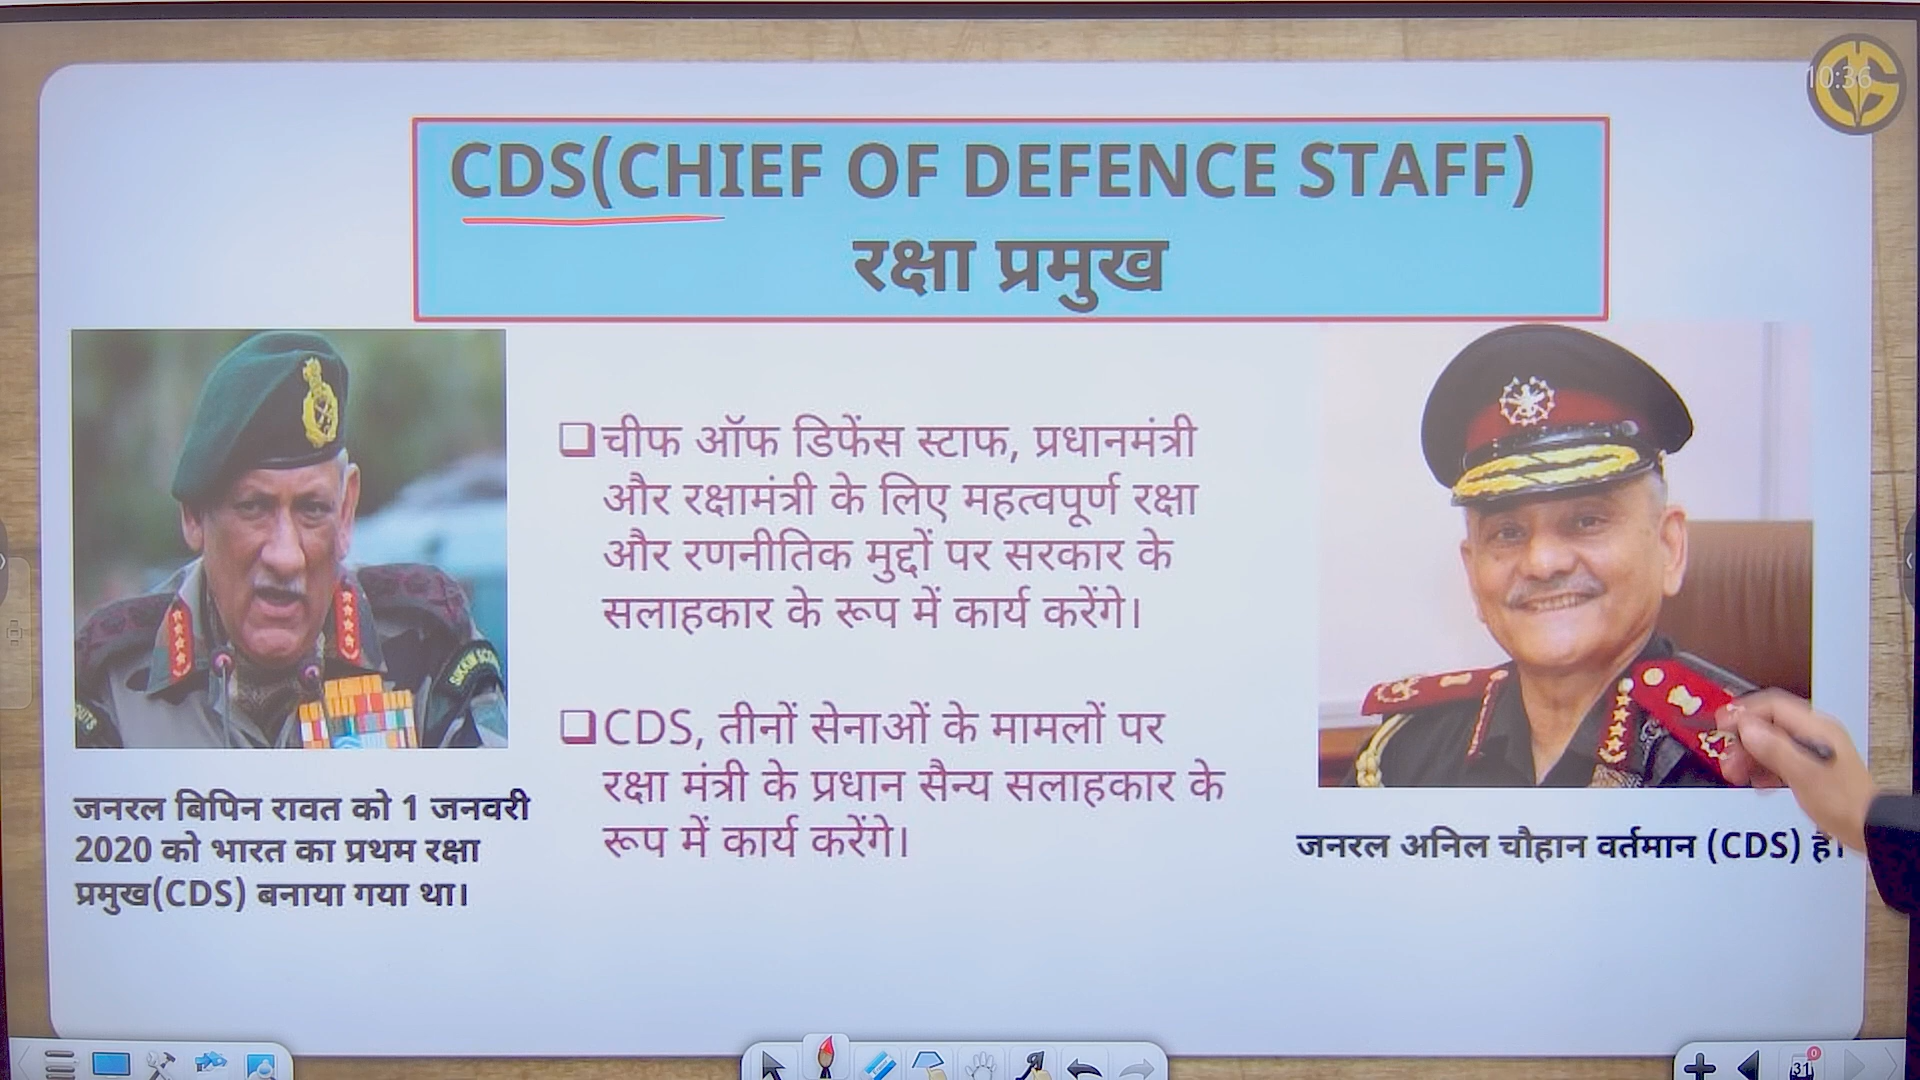 10:36
CDS(CHIEF OF DEFENCE STAFF)
रक्षा प्रमुख
❑चीफ ऑफ डिफेंस स्टाफ, प्रधानमंत्री
और रक्षामंत्री के लिए महत्वपूर्ण रक्षा
और रणनीतिक मुद्दों पर सरकार के
सलाहकार के रूप में कार्य करेंगे।
❑CDS, तीनों सेनाओं के मामलों पर
रक्षा मंत्री के प्रधान सैन्य सलाहकार के
रूप में कार्य करेंगे।
जनरल बिपिन रावत को 1 जनवरी
2020 को भारत का प्रथम रक्षा
प्रमुख(CDS) बनाया गया था।
जनरल अनिल चौहान वर्तमान (CDS) है।
31
0